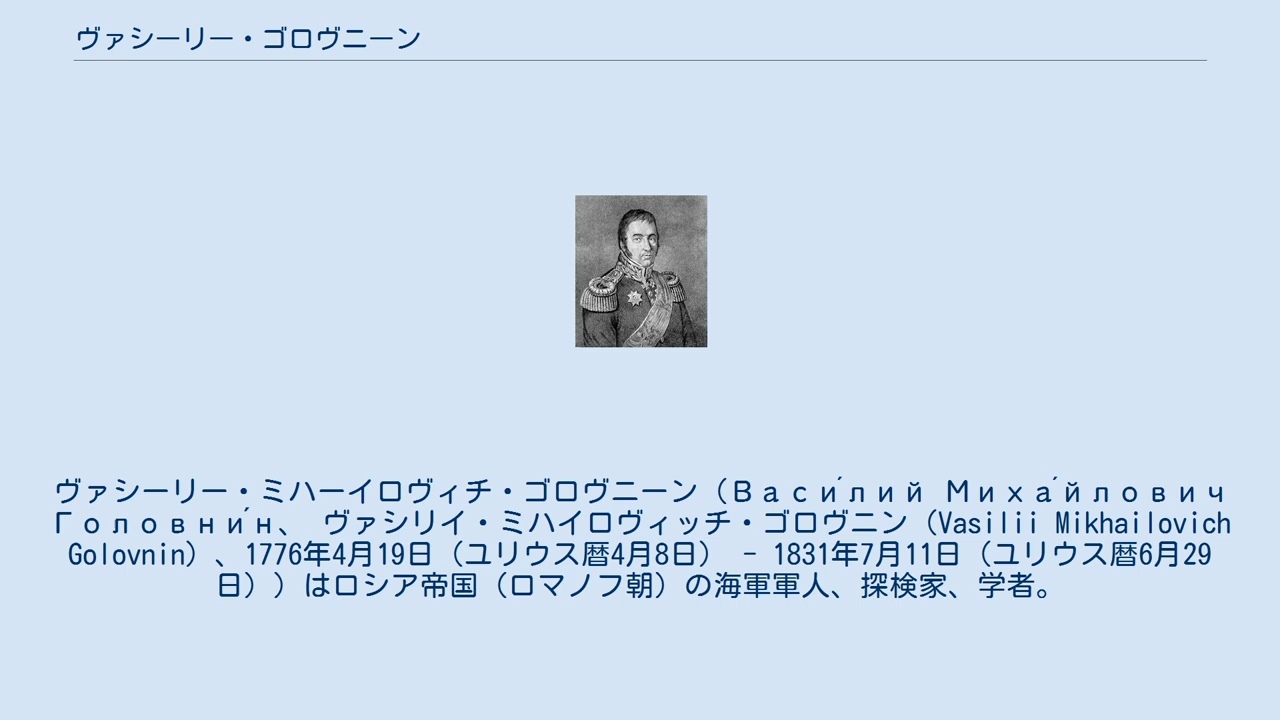 ヴァシーリー・ゴロヴニーン
ヴァシーリー・ミハーイロヴィチ・ゴロヴニーン（Васи́лий Миха́йлович
Головни́н、 ヴァシリイ・ミハイロヴィッチ・ゴロヴニン（Vasilii Mikhailovich
Golovnin）、1776年4月19日（ユリウス暦4月8日） - 1831年7月11日（ユリウス暦6月29
日））はロシア帝国（ロマノフ朝）の海軍軍人、探検家、学者。